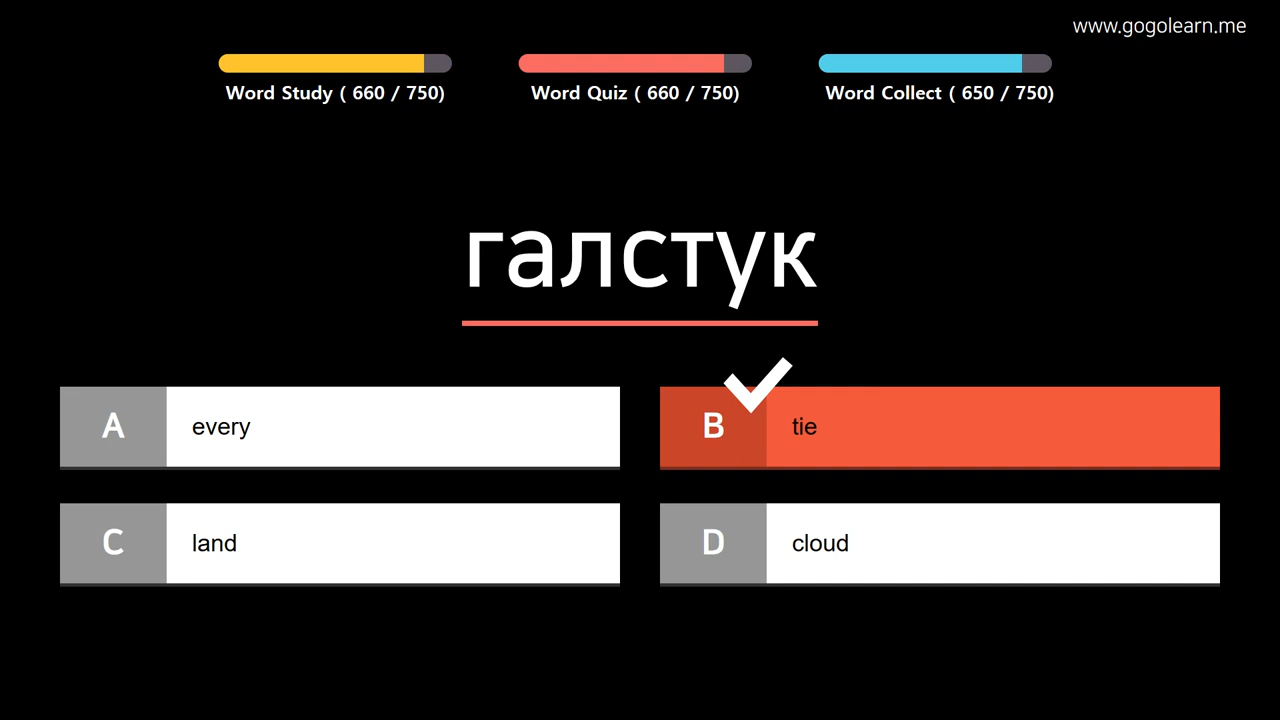 www.gogolearn.me
Word Study ( 660 / 750)
Word Quiz ( 660 / 750)
Word Collect ( 650 / 750)
галстук
A every
B tie
C land
D cloud